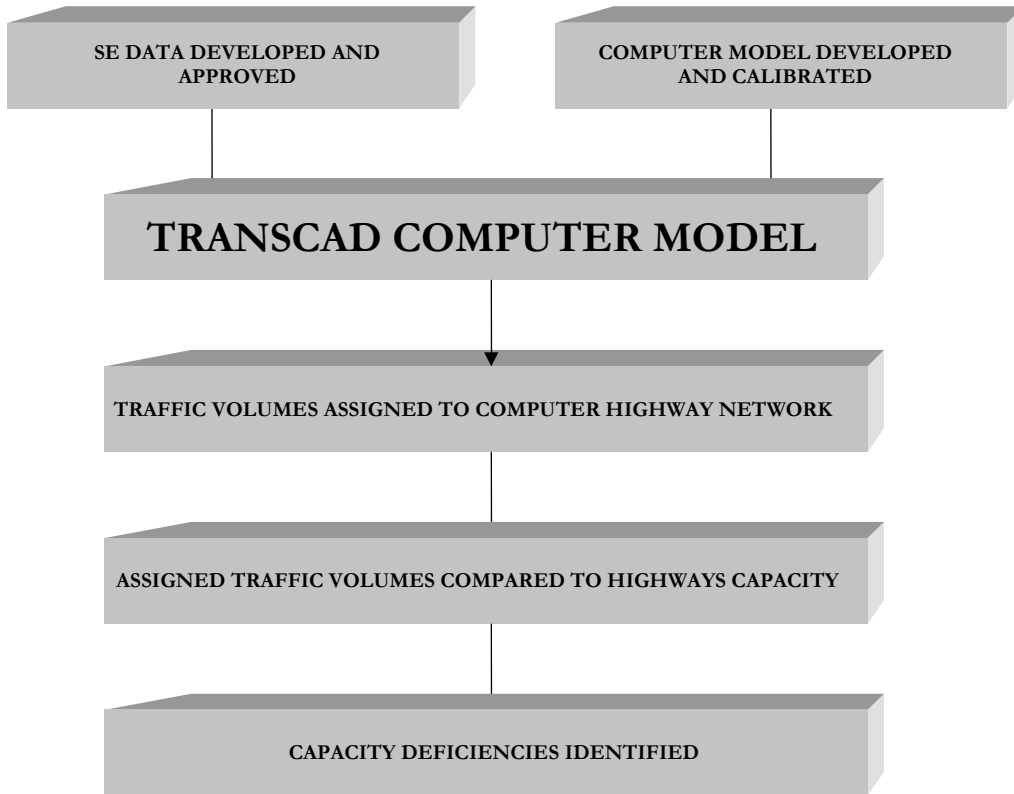 SE DATA DEVELOPED AND
APPROVED
COMPUTER MODEL DEVELOPED
AND CALIBRATED
TRANSCAD COMPUTER MODEL
TRAFFIC VOLUMES ASSIGNED TO COMPUTER HIGHWAY NETWORK
ASSIGNED TRAFFIC VOLUMES COMPARED TO HIGHWAYS CAPACITY
CAPACITY DEFICIENCIES IDENTIFIED